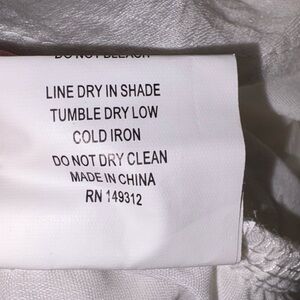 DO NOT BLEACH
LINE DRY IN SHADE
TUMBLE DRY LOW
COLD IRON
DO NOT DRY CLEAN
MADE IN CHINA
RN 149312